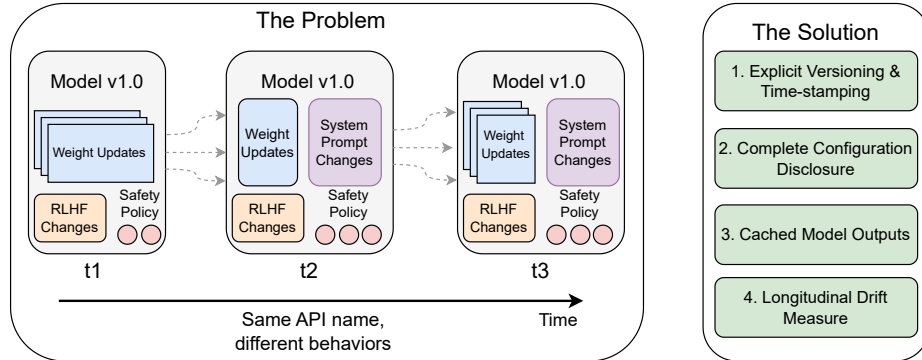 The Problem
Model v1.0
Weight Updates
RLHF
Changes
Safety
Policy
t1
Model v1.0
Weight
Updates
System
Prompt
Changes
RLHF
Changes
Safety
Policy
t2
Model v1.0
Weight
Updates
System
Prompt
Changes
RLHF
Changes
Safety
Policy
t3
Same API name,
different behaviors
Time
The Solution
1. Explicit Versioning &
Time-stamping
2. Complete Configuration
Disclosure
3. Cached Model Outputs
4. Longitudinal Drift
Measure